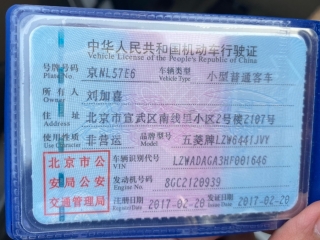 中华人民共和国机动车行驶证
Vehicle License of the People's Republic of China
号牌号码 京NL57E6 车辆类型 小型普通客车
Plate No. Vehicle Type
所有人 刘加喜
Owner
住址 北京市宣武区南线里小区2号楼2107号
Address
使用性质 非营运 品牌型号 五菱牌LZW6441JVY
Use Character Model
北京市公安局公安交通管理局
车辆识别代号 LZWADAGA3HF001646
VIN
发动机号码 8GC2120939
Engine No.
注册日期 2017-02-20 发证日期 2017-02-20
Register Date Issue Date